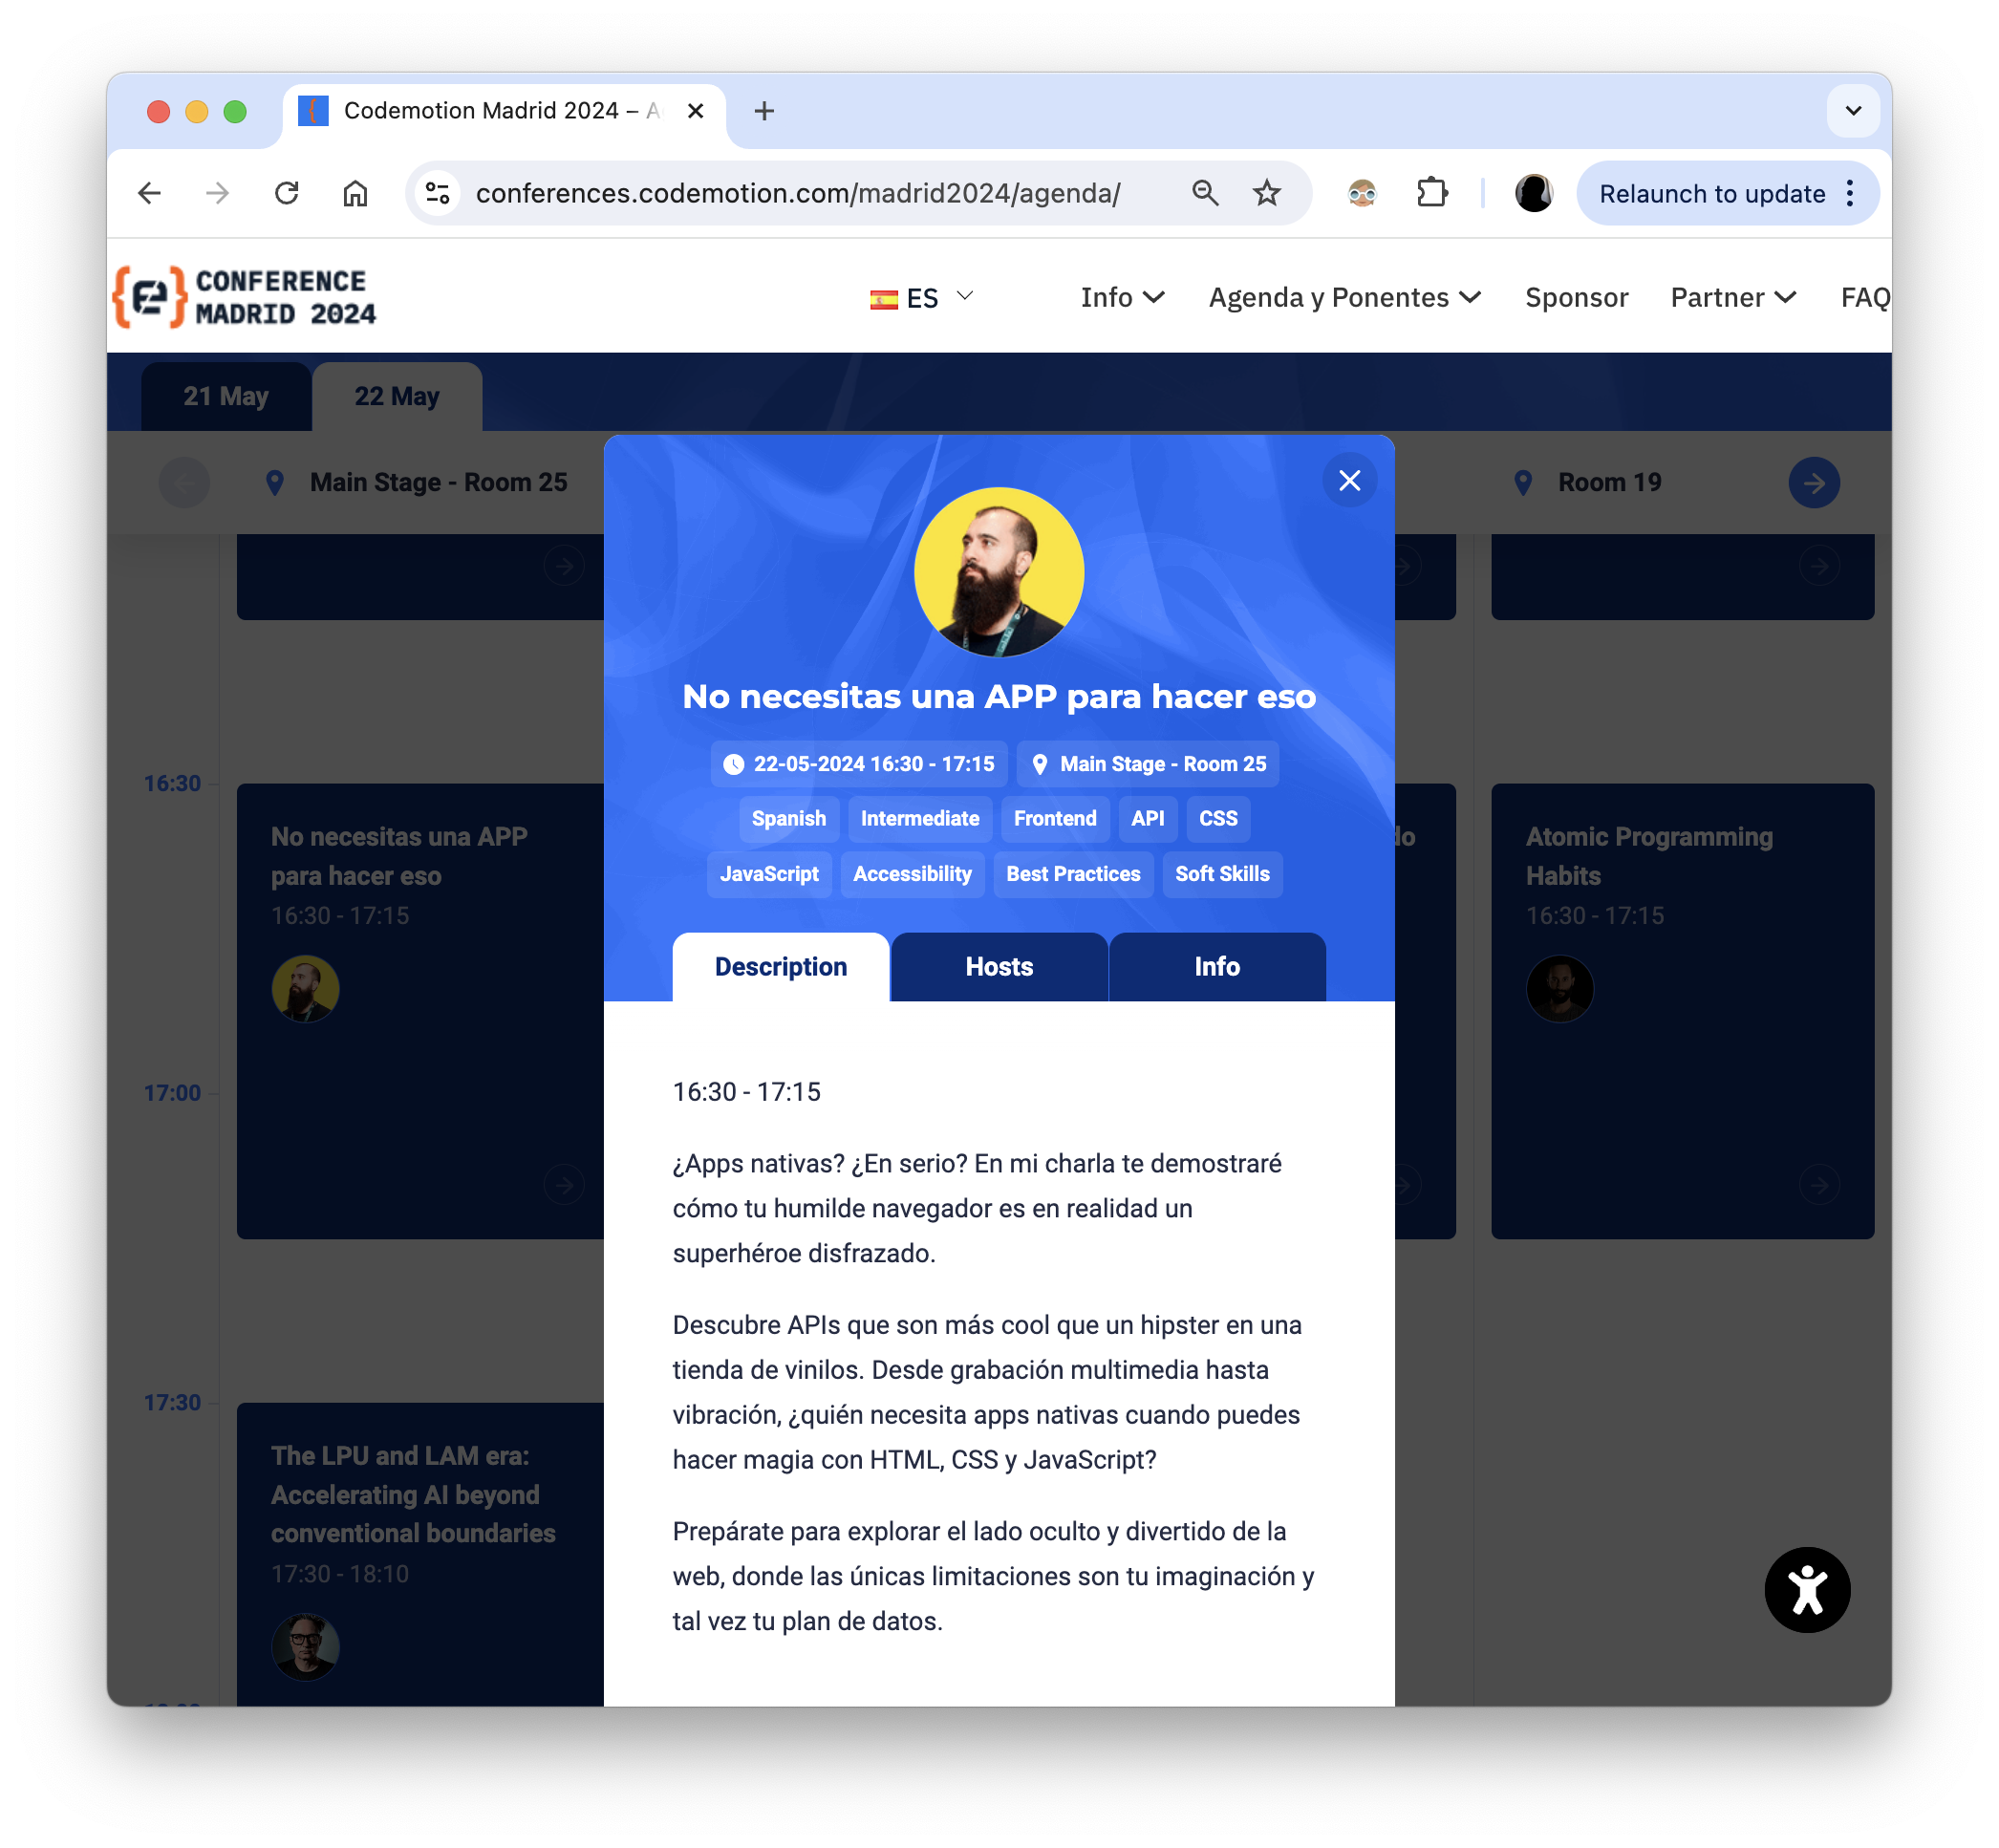 Codemotion Madrid 2024 – A
conferences.codemotion.com/madrid2024/agenda/
Relaunch to update
CONFERENCE
MADRID 2024
ES
Info
Agenda y Ponentes
Sponsor
Partner
FAQ
21 May
22 May
Main Stage - Room 25
Room 19
16:30
No necesitas una APP
para hacer eso
16:30 - 17:15
do
Atomic Programming
Habits
16:30 - 17:15
17:00
17:30
The LPU and LAM era:
Accelerating AI beyond
conventional boundaries
17:30 - 18:10
No necesitas una APP para hacer eso
22-05-2024 16:30 - 17:15
Main Stage - Room 25
Spanish
Intermediate
Frontend
API
CSS
JavaScript
Accessibility
Best Practices
Soft Skills
Description
Hosts
Info
16:30 - 17:15
¿Apps nativas? ¿En serio? En mi charla te demostraré
cómo tu humilde navegador es en realidad un
superhéroe disfrazado.
Descubre APIs que son más cool que un hipster en una
tienda de vinilos. Desde grabación multimedia hasta
vibración, ¿quién necesita apps nativas cuando puedes
hacer magia con HTML, CSS y JavaScript?
Prepárate para explorar el lado oculto y divertido de la
web, donde las únicas limitaciones son tu imaginación y
tal vez tu plan de datos.